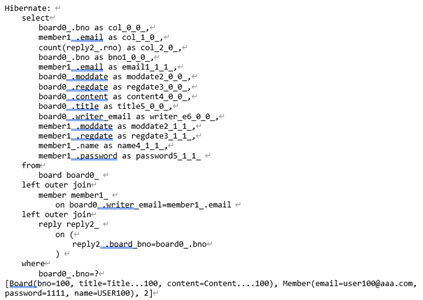 Hibernate:
select
board0_.bno as col_0_0_,
member1_.email as col_1_0_,
count(reply2_.rno) as col_2_0_,
board0_.bno as bno1_0_0_,
member1_.email as email1_1_1_,
board0_.moddate as moddate2_0_0_,
board0_.regdate as regdate3_0_0_,
board0_.content as content4_0_0_,
board0_.title as title5_0_0_,
board0_.writer_email as writer_e6_0_0_,
member1_.moddate as moddate2_1_1_,
member1_.regdate as regdate3_1_1_,
member1_.name as name4_1_1_,
member1_.password as password5_1_1_
from
board board0_
left outer join
member member1_
on board0_.writer_email=member1_.email
left outer join
reply reply2_
on (
reply2_.board_bno=board0_.bno
)
where
board0_.bno=?
[Board(bno=100, title=Title...100, content=Content....100), Member(email=user100@aaa.com,
password=1111, name=USER100), 2]